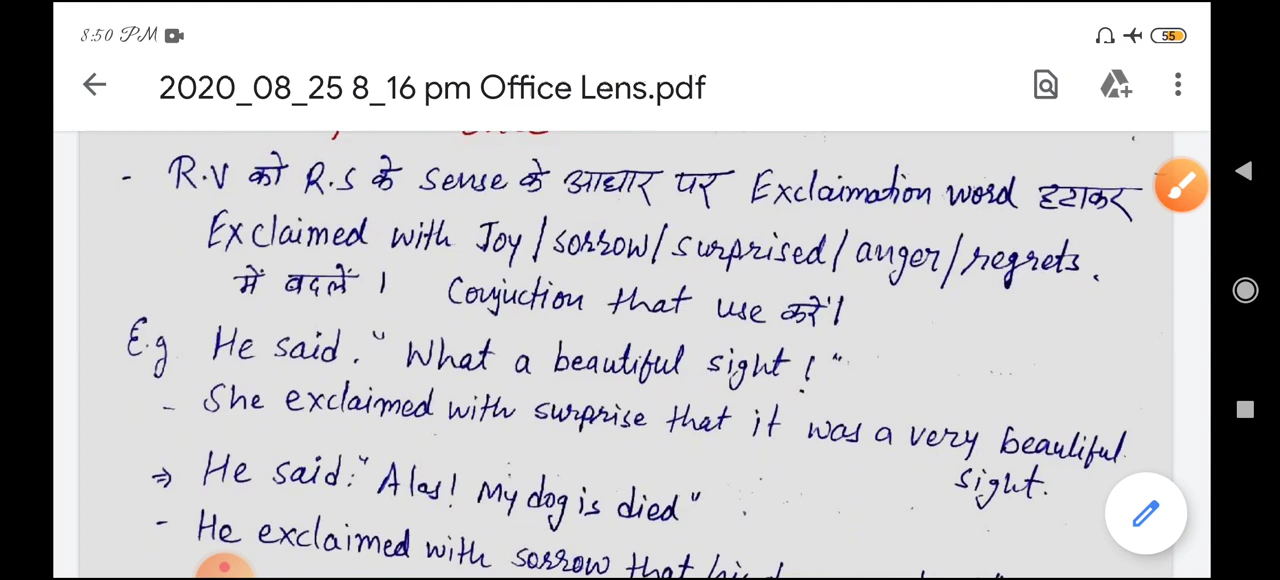 8:50 PM
55
2020_08_25 8_16 pm Office Lens.pdf
- R.V को R.S के sense के आधार पर Exclaimation word हटाकर
Exclaimed with Joy/sorrow/surprised/anger/regrets.
में बदलें । Conjuction that use करें।
E.g He said. "What a beautiful sight!"
- She exclaimed with surprise that it was a very beautiful
sight.
⇒ He said: "Alas! My dog is died"
- He exclaimed with sorrow that